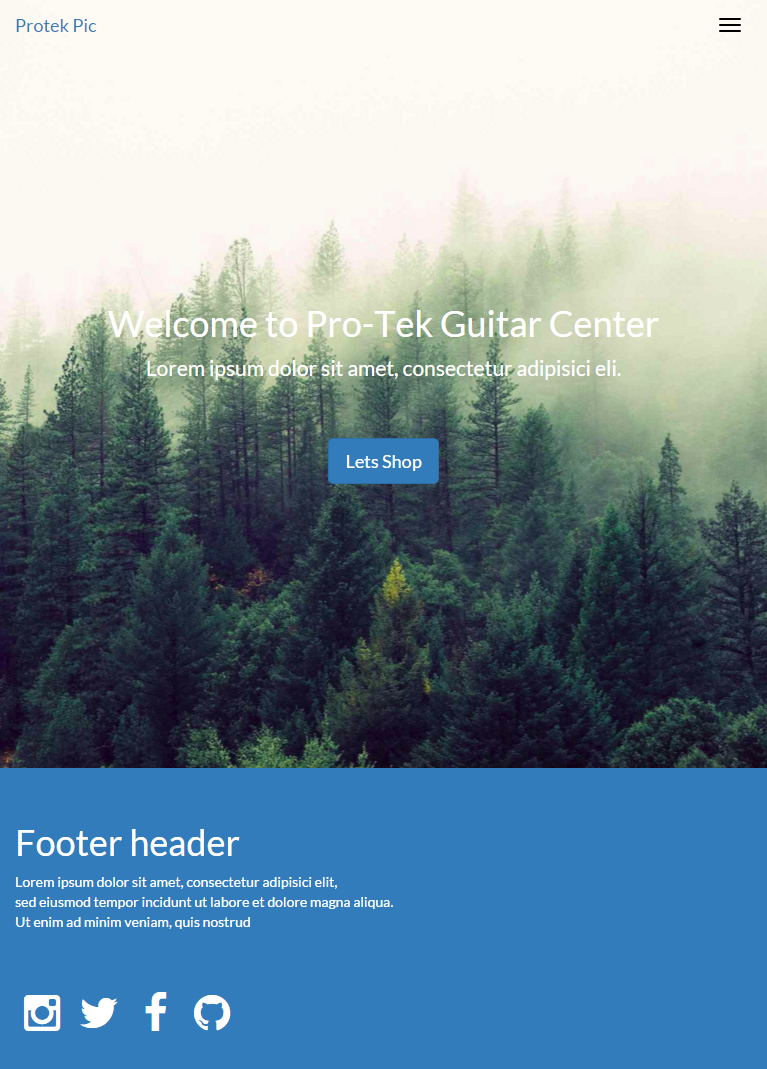 Protek Pic
Welcome to Pro-Tek Guitar Center
Lorem ipsum dolor sit amet, consectetur adipisici eli.
Lets Shop
Footer header
Lorem ipsum dolor sit amet, consectetur adipisici elit,
sed eiusmod tempor incidunt ut labore et dolore magna aliqua.
Ut enim ad minim veniam, quis nostrud